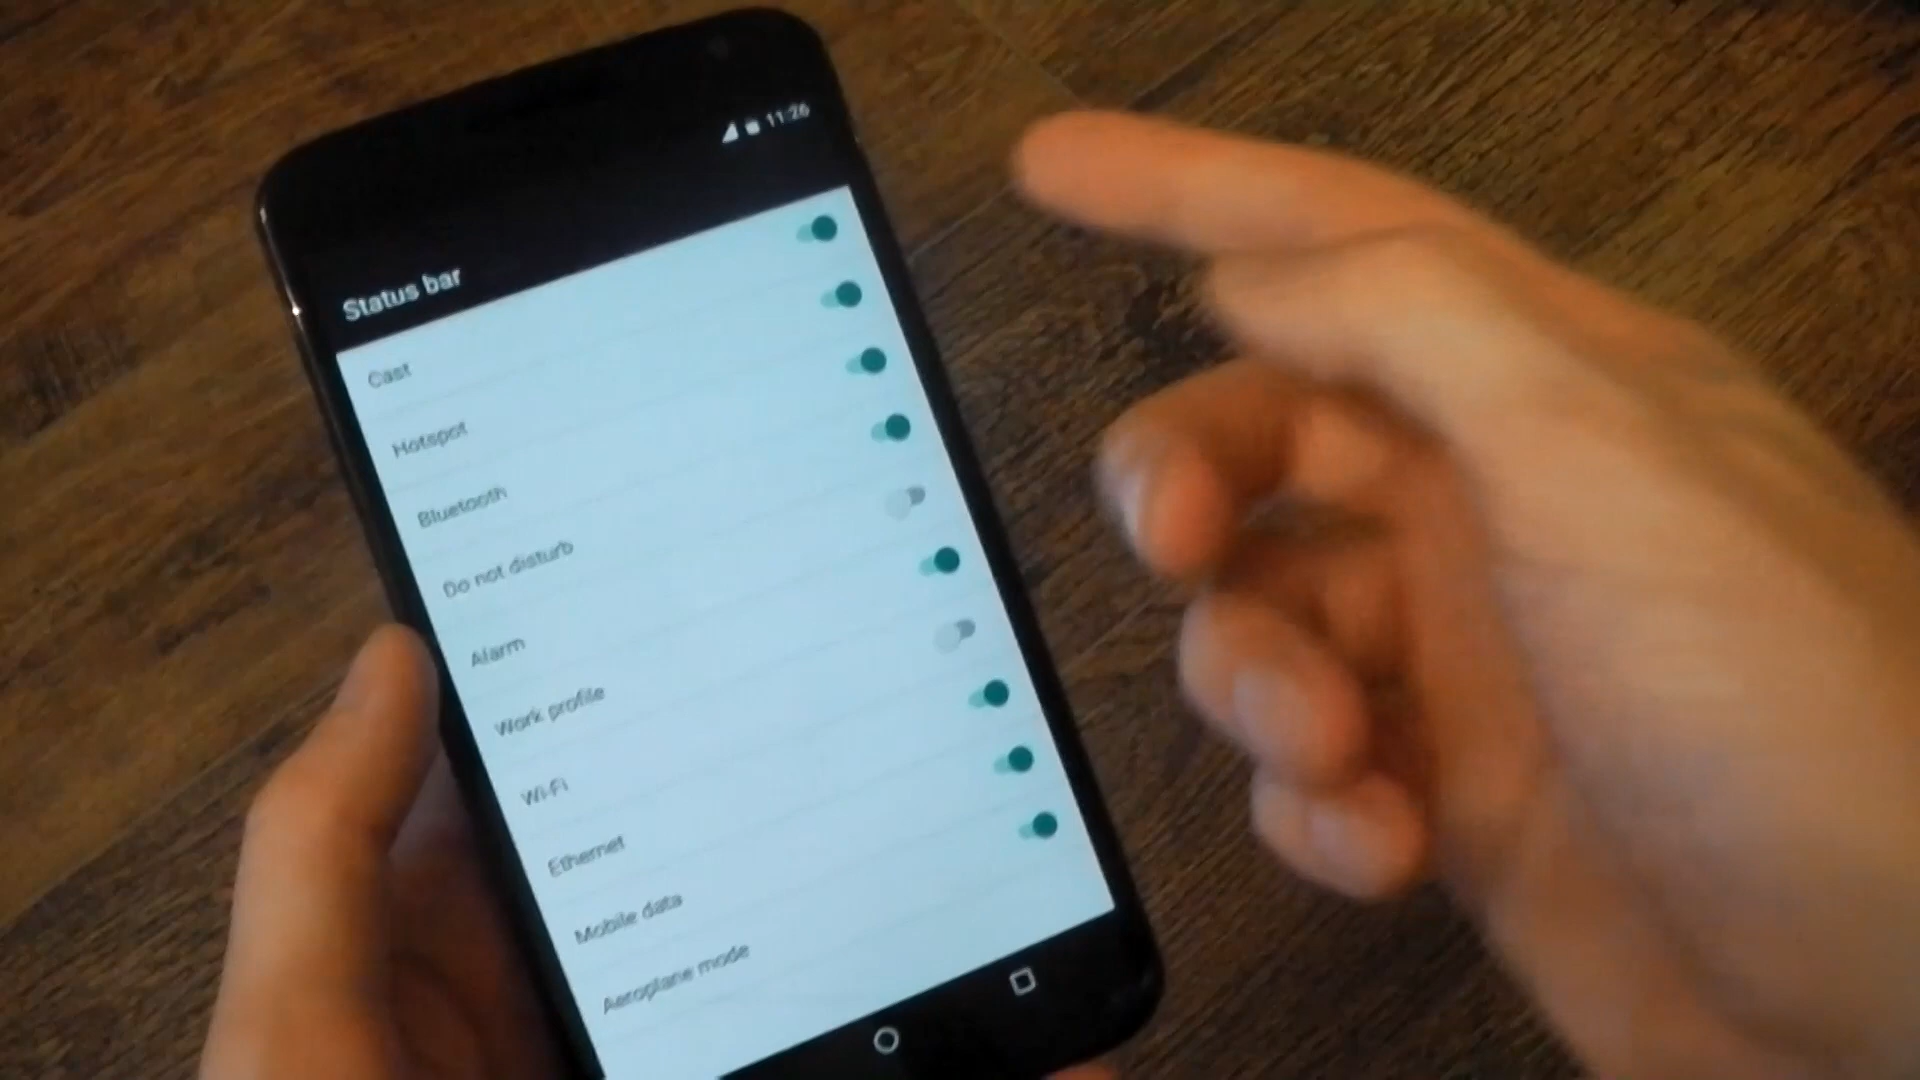 11:26
Status bar
Cast
Hotspot
Bluetooth
Do not disturb
Alarm
Work profile
Wi-Fi
Ethernet
Mobile data
Aeroplane mode